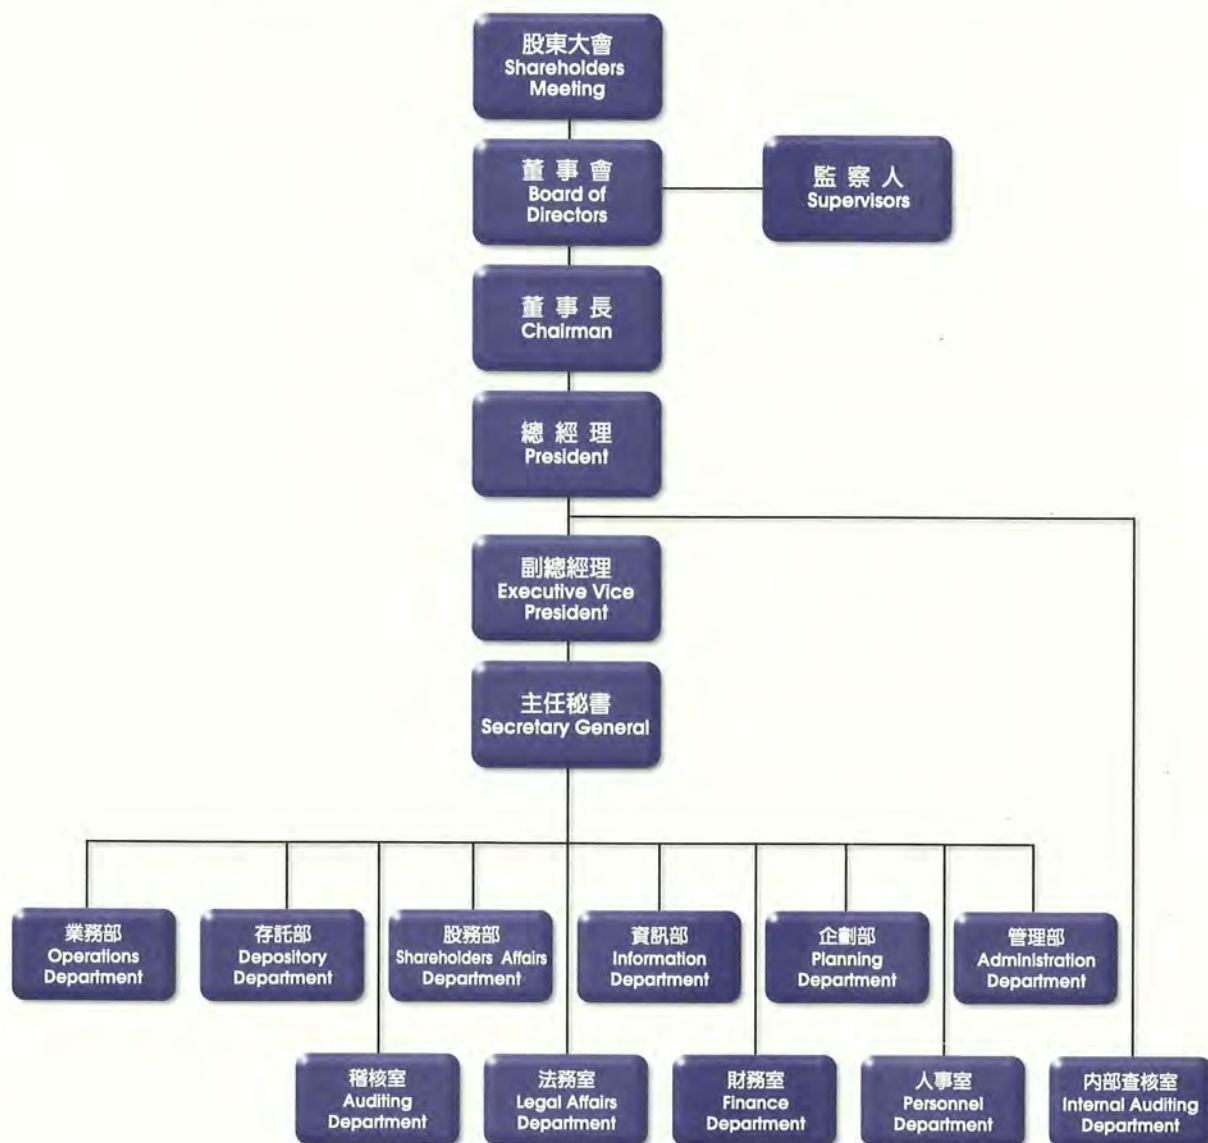 股東大會
Shareholders
Meeting
董事會
Board of
Directors
監察人
Supervisors
董事長
Chairman
總經理
President
副總經理
Executive Vice
President
主任秘書
Secretary General
業務部
Operations
Department
存託部
Depository
Department
股務部
Shareholders Affairs
Department
資訊部
Information
Department
企劃部
Planning
Department
管理部
Administration
Department
稽核室
Auditing
Department
法務室
Legal Affairs
Department
財務室
Finance
Department
人事室
Personnel
Department
內部查核室
Internal Auditing
Department